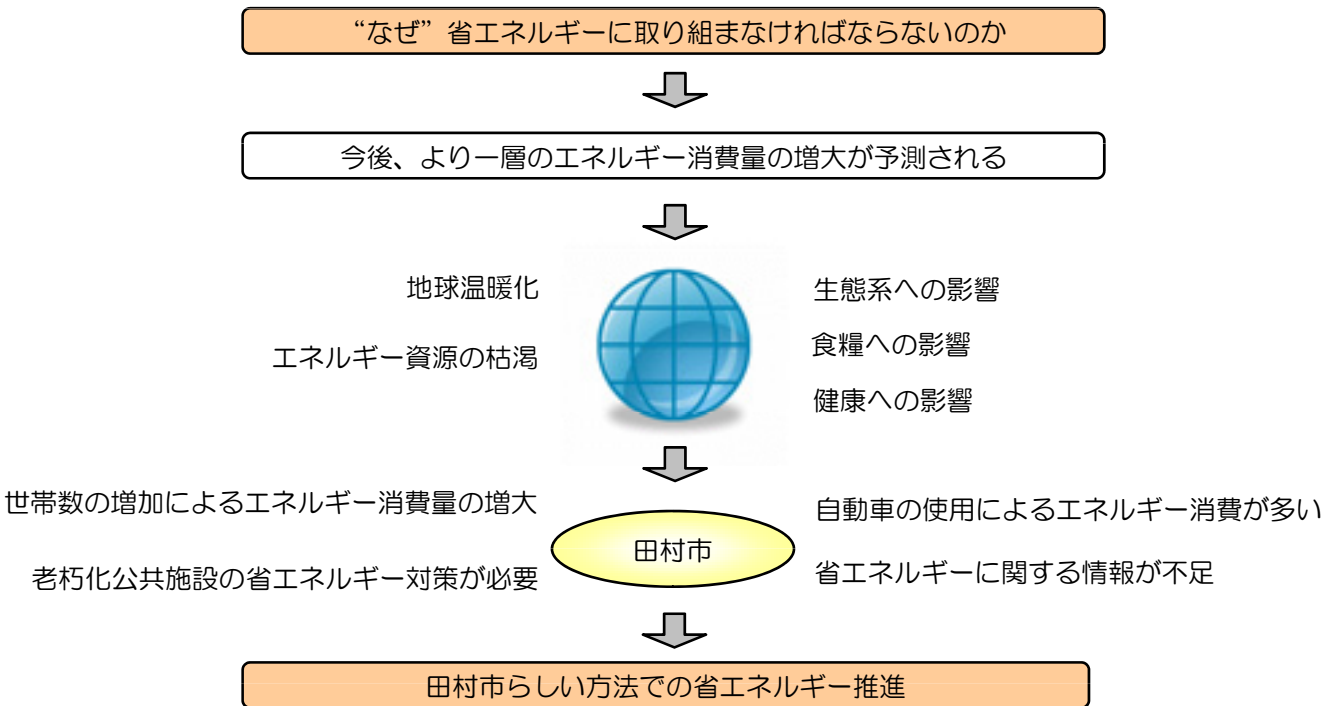 “なぜ”省エネルギーに取り組まなければならないのか
今後、より一層のエネルギー消費量の増大が予測される
地球温暖化
エネルギー資源の枯渇
生態系への影響
食糧への影響
健康への影響
世帯数の増加によるエネルギー消費量の増大
老朽化公共施設の省エネルギー対策が必要
田村市
自動車の使用によるエネルギー消費が多い
省エネルギーに関する情報が不足
田村市らしい方法での省エネルギー推進